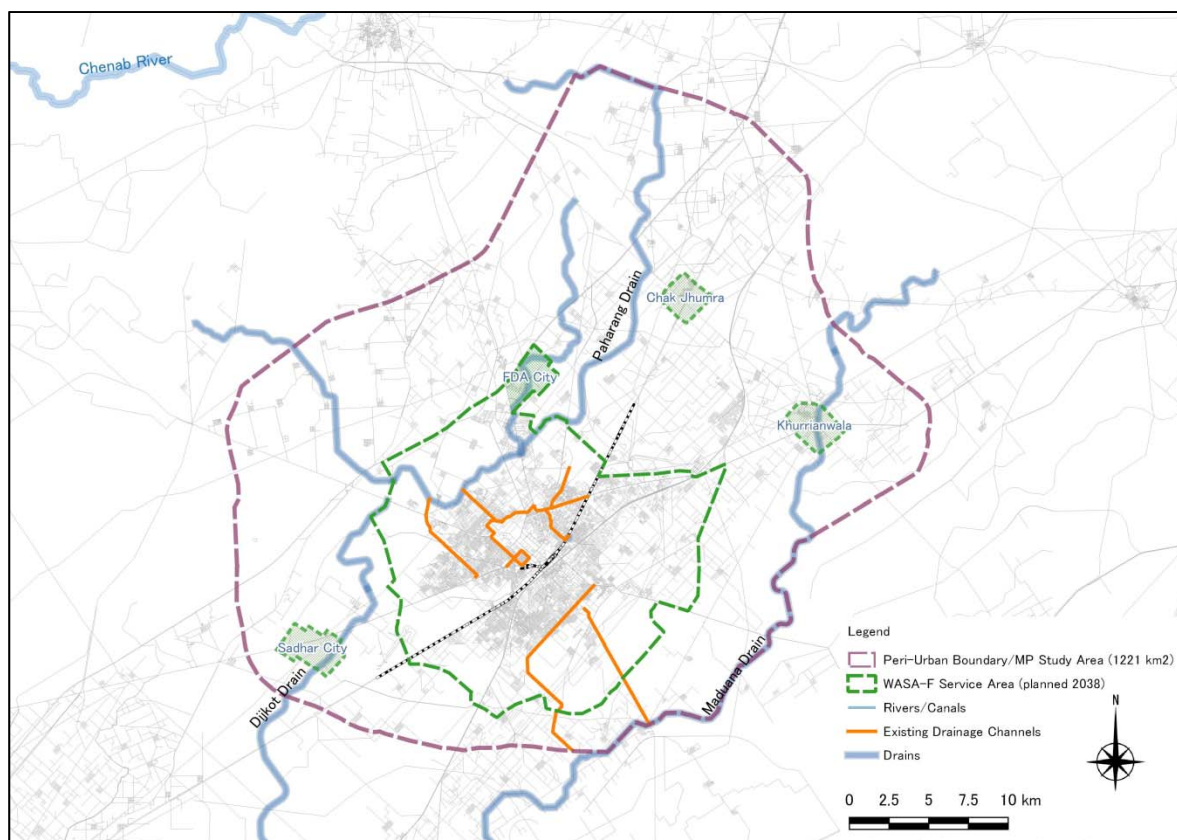 Chenab River
Paharang Drain
Chak Jhumra
FDA City
Khurrianwala
Sadhar City
Dijkot Drain
Maduana Drain
Legend
Peri-Urban Boundary/MP Study Area (1221 km2)
WASA-F Service Area (planned 2038)
Rivers/Canals
Existing Drainage Channels
Drains
N
0 2.5 5 7.5 10 km